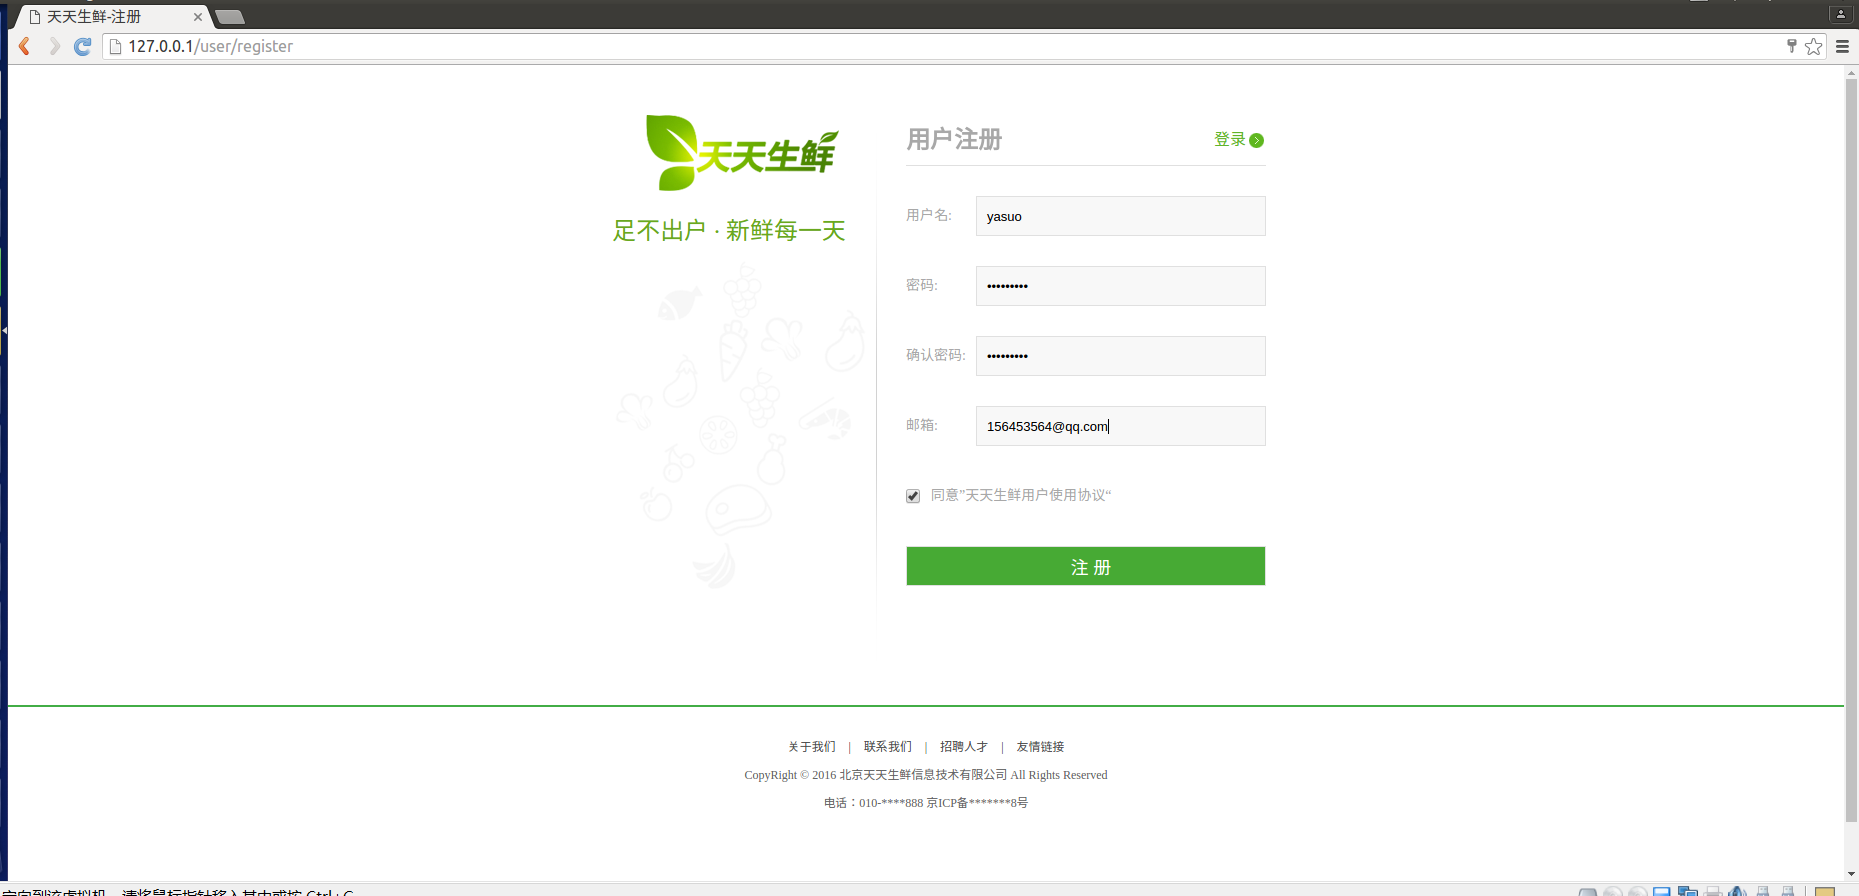 天天生鲜-注册
127.0.0.1/user/register
天天生鲜
足不出户 · 新鲜每一天
用户注册
登录
用户名:
yasuo
密码:
•••••••••
确认密码:
•••••••••
邮箱:
156453564@qq.com
同意”天天生鲜用户使用协议“
注 册
关于我们 | 联系我们 | 招聘人才 | 友情链接
CopyRight © 2016 北京天天生鲜信息技术有限公司 All Rights Reserved
电话：010-****888 京ICP备*******8号